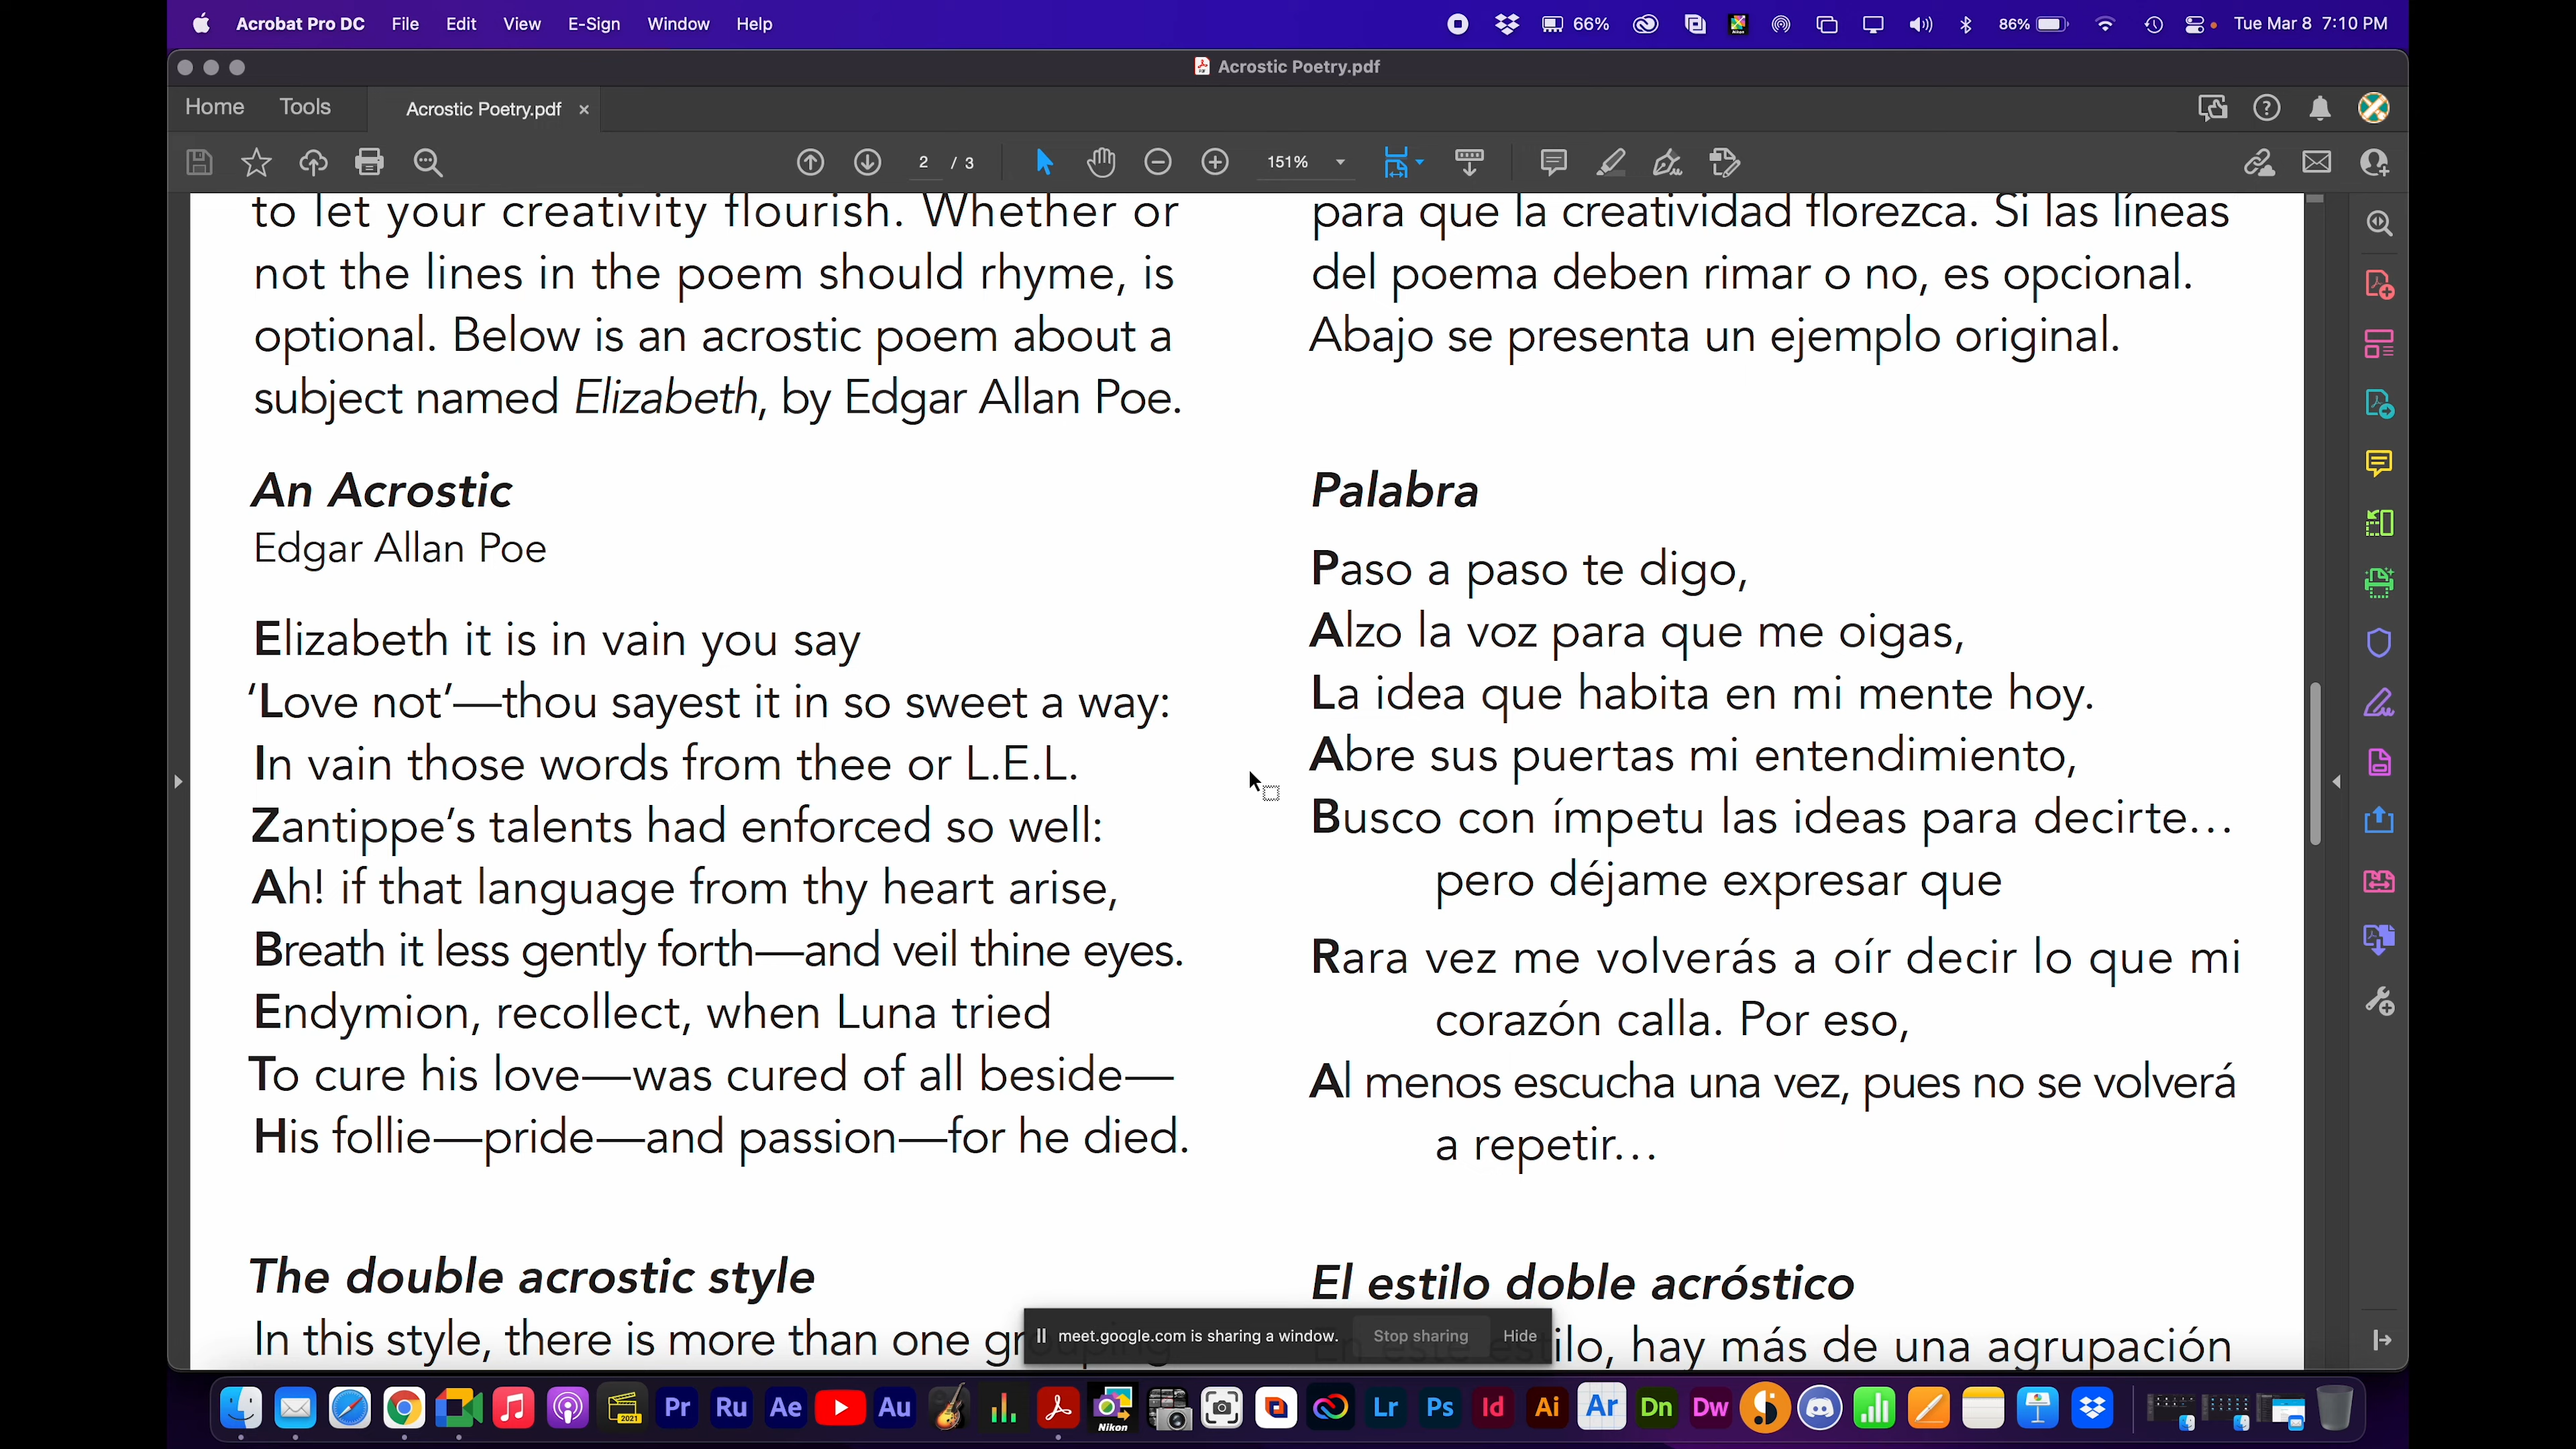 Acrobat Pro DC File Edit View E-Sign Window Help 66% 86% Tue Mar 8 7:10 PM
Acrostic Poetry.pdf
Home Tools Acrostic Poetry.pdf ×
2 / 3 151%
to let your creativity flourish. Whether or
not the lines in the poem should rhyme, is
optional. Below is an acrostic poem about a
subject named Elizabeth, by Edgar Allan Poe.
An Acrostic
Edgar Allan Poe
Elizabeth it is in vain you say
‘Love not’—thou sayest it in so sweet a way:
In vain those words from thee or L.E.L.
Zantippe’s talents had enforced so well:
Ah! if that language from thy heart arise,
Breath it less gently forth—and veil thine eyes.
Endymion, recollect, when Luna tried
To cure his love—was cured of all beside—
His follie—pride—and passion—for he died.
The double acrostic style
In this style, there is more than one grouping
para que la creatividad florezca. Si las líneas
del poema deben rimar o no, es opcional.
Abajo se presenta un ejemplo original.
Palabra
Paso a paso te digo,
Alzo la voz para que me oigas,
La idea que habita en mi mente hoy.
Abre sus puertas mi entendimiento,
Busco con ímpetu las ideas para decirte…
pero déjame expresar que
Rara vez me volverás a oír decir lo que mi
corazón calla. Por eso,
Al menos escucha una vez, pues no se volverá
a repetir…
El estilo doble acróstico
En este estilo, hay más de una agrupación
meet.google.com is sharing a window. Stop sharing Hide
2021 Pr Ru Ae Au Nikon Lr Ps Id Ai Ar Dn Dw